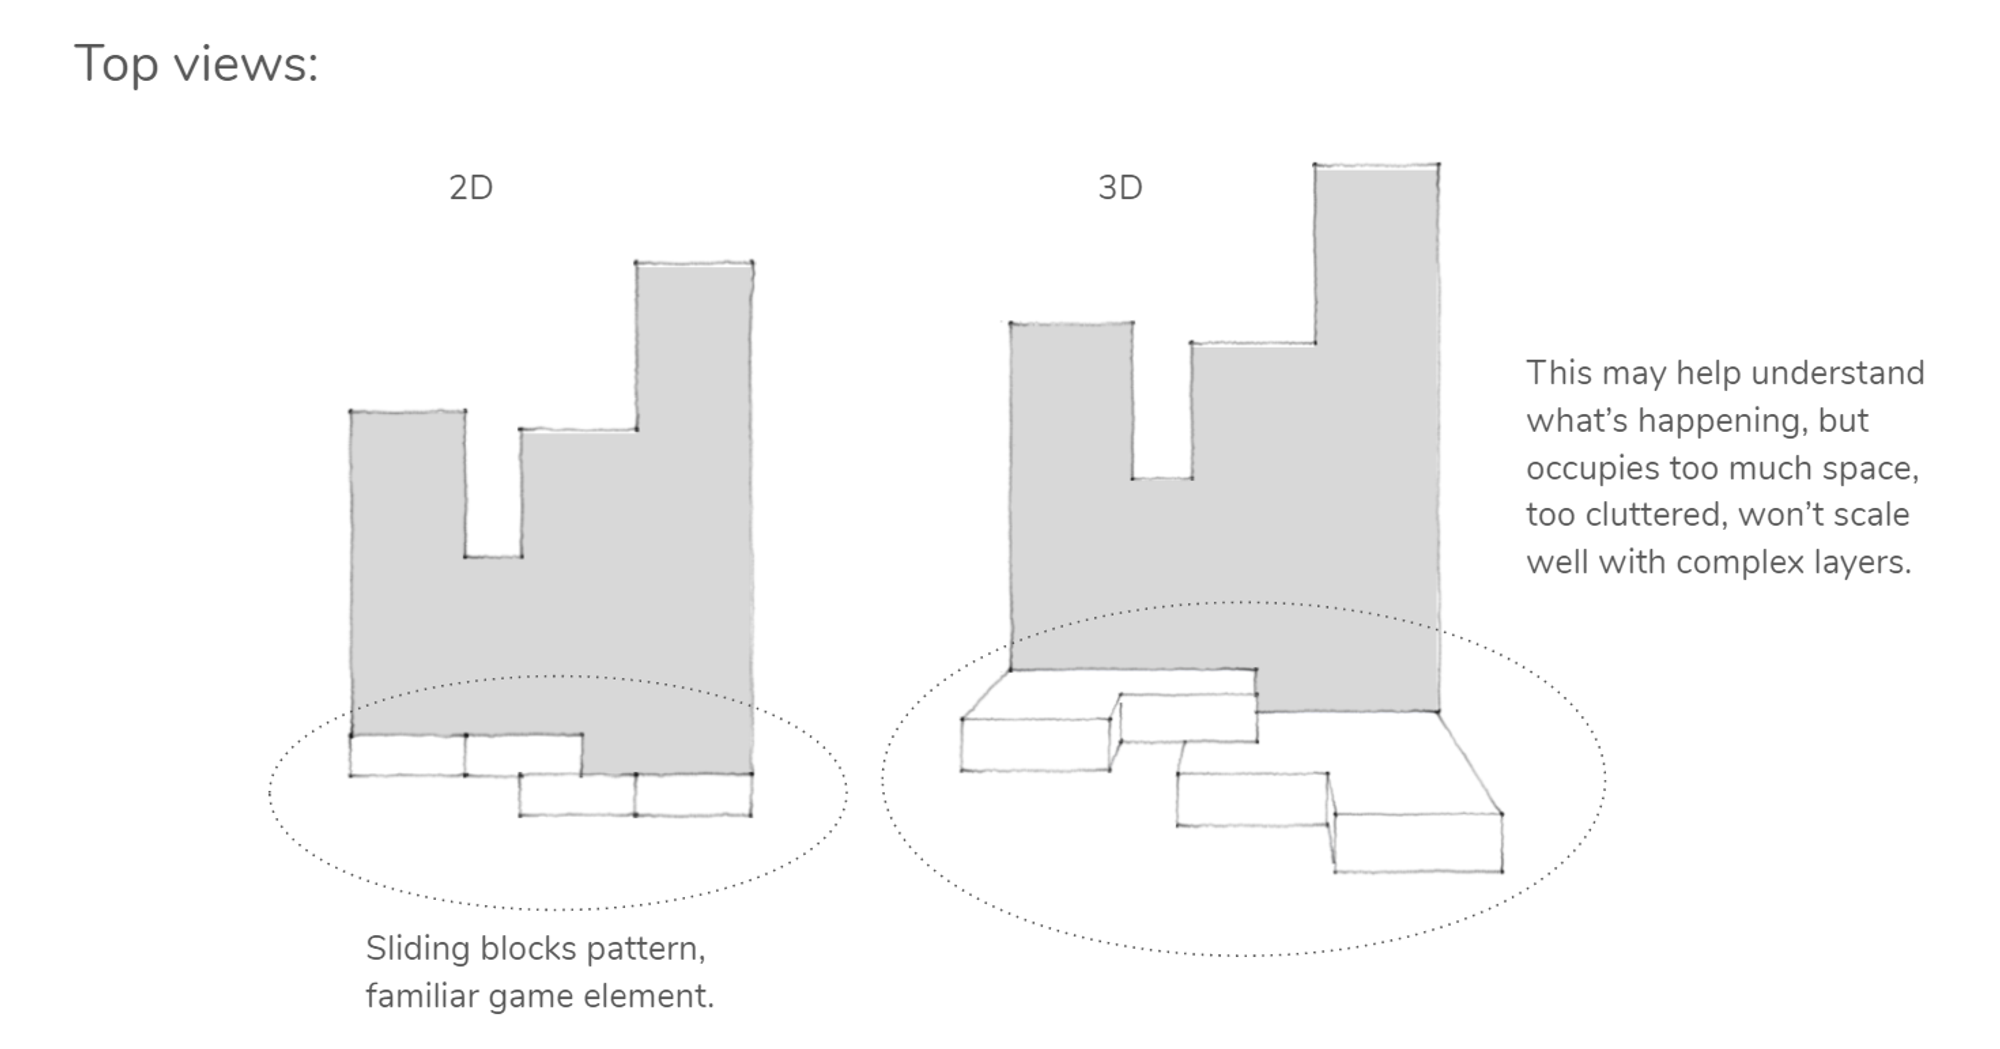 Top views:
2D
3D
This may help understand
what’s happening, but
occupies too much space,
too cluttered, won’t scale
well with complex layers.
Sliding blocks pattern,
familiar game element.